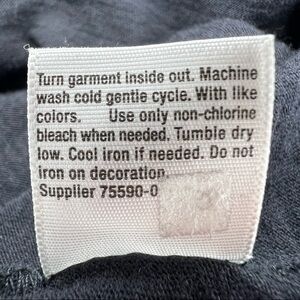 Turn garment inside out. Machine
wash cold gentle cycle. With like
colors. Use only non-chlorine
bleach when needed. Tumble dry
low. Cool iron if needed. Do not
iron on decoration.
Supplier 75590-0